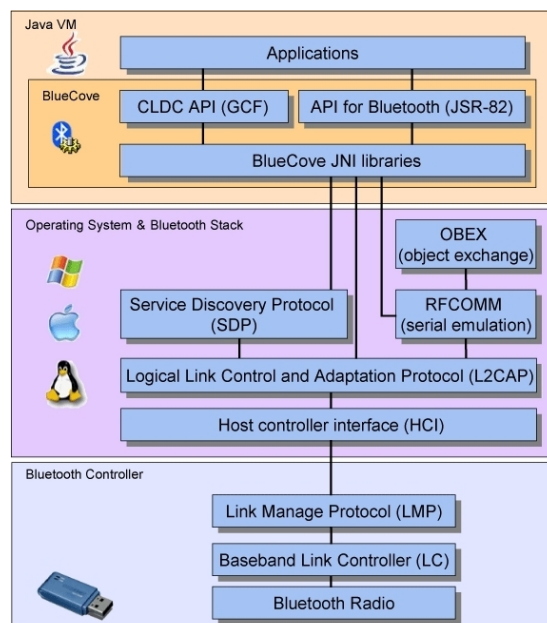 Java VM
Applications
BlueCove
CLDC API (GCF)
API for Bluetooth (JSR-82)
BlueCove JNI libraries
Operating System & Bluetooth Stack
OBEX
(object exchange)
Service Discovery Protocol
(SDP)
RFCOMM
(serial emulation)
Logical Link Control and Adaptation Protocol (L2CAP)
Host controller interface (HCI)
Bluetooth Controller
Link Manage Protocol (LMP)
Baseband Link Controller (LC)
Bluetooth Radio